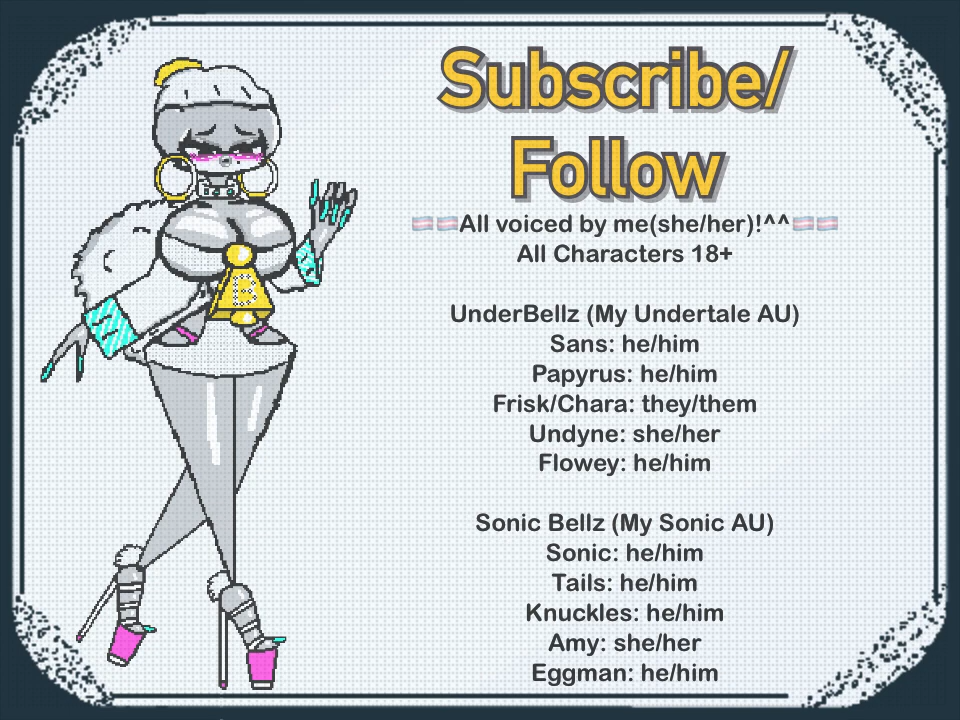 Subscribe/
Follow
All voiced by me(she/her)!^^
All Characters 18+
UnderBellz (My Undertale AU)
Sans: he/him
Papyrus: he/him
Frisk/Chara: they/them
Undyne: she/her
Flowey: he/him
Sonic Bellz (My Sonic AU)
Sonic: he/him
Tails: he/him
Knuckles: he/him
Amy: she/her
Eggman: he/him
B